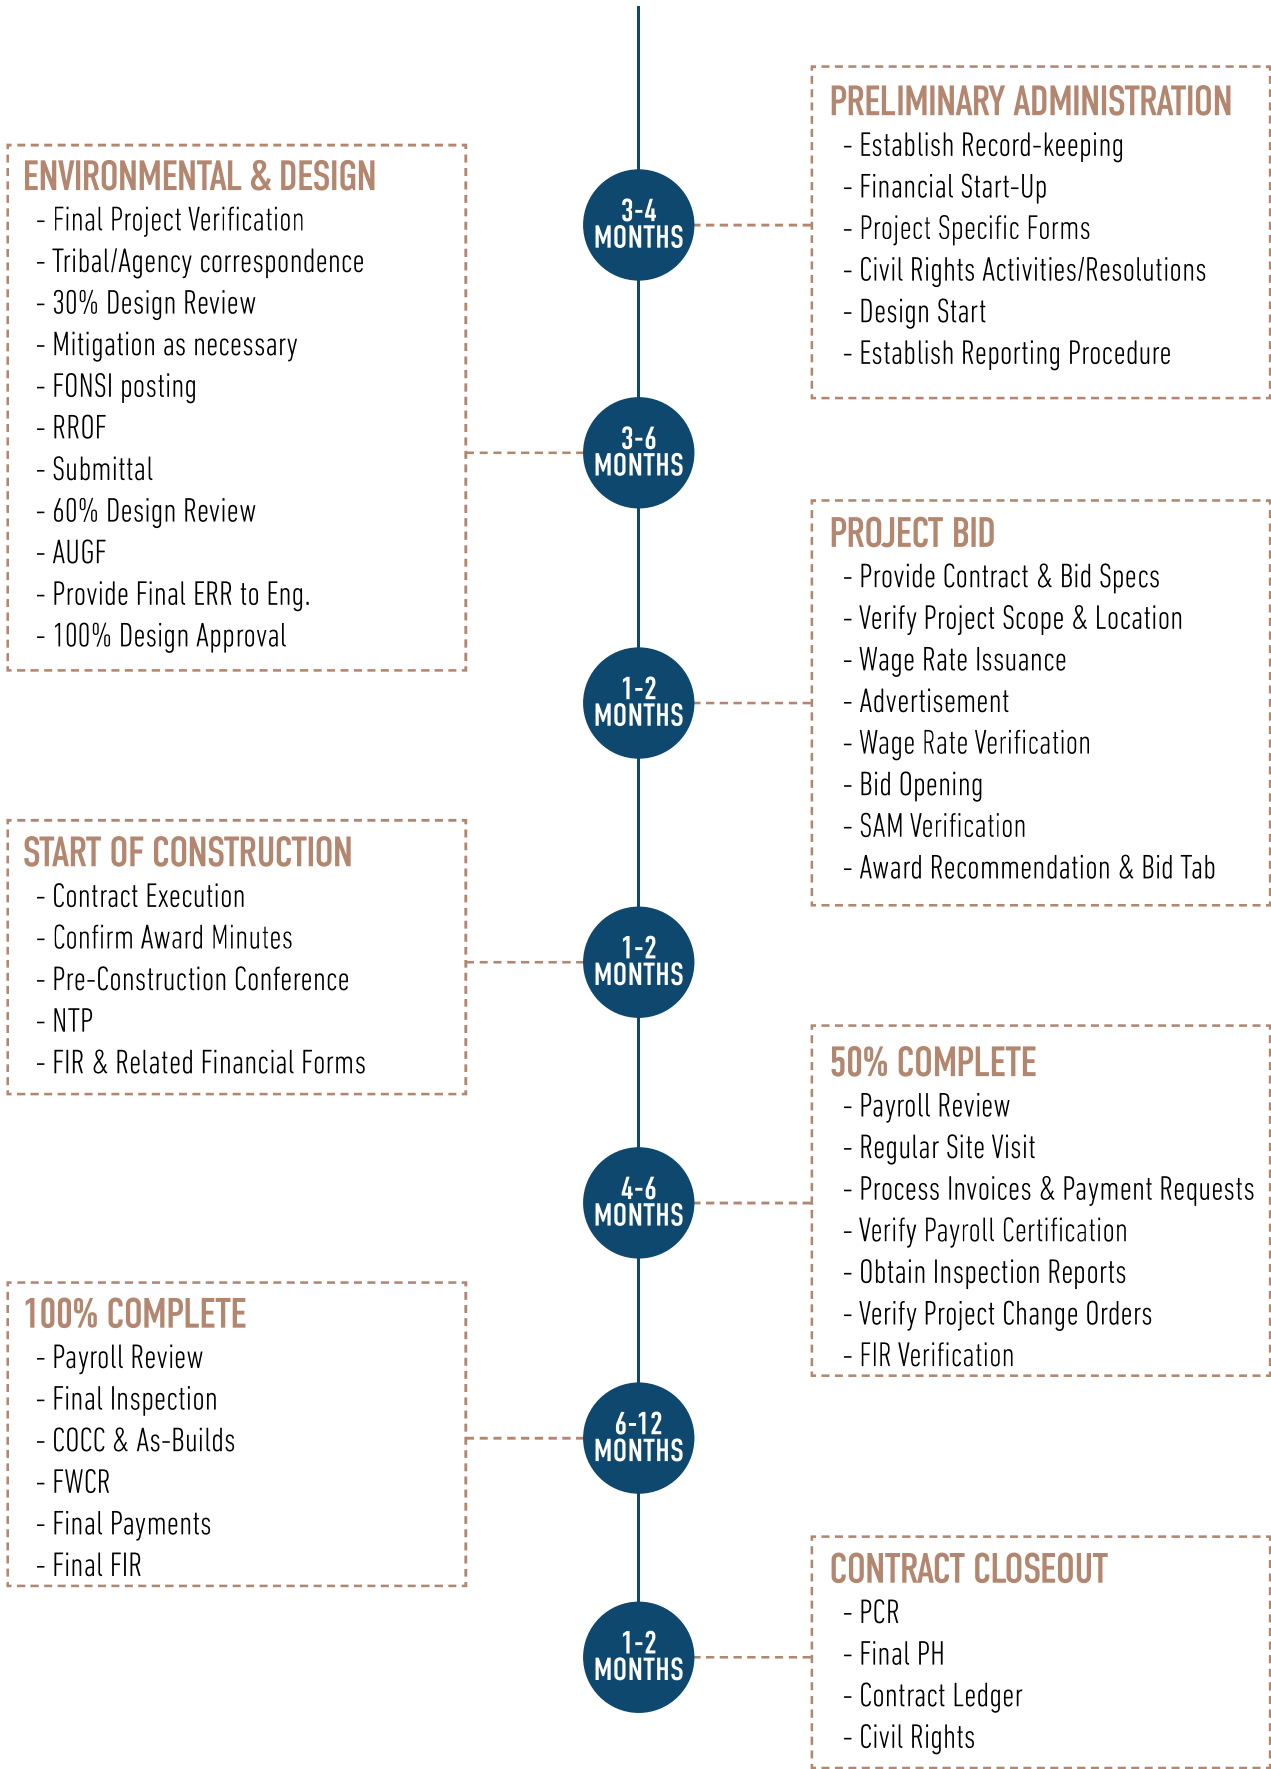 PRELIMINARY ADMINISTRATION
- Establish Record-keeping
- Financial Start-Up
- Project Specific Forms
- Civil Rights Activities/Resolutions
- Design Start
- Establish Reporting Procedure
3-4
MONTHS
ENVIRONMENTAL & DESIGN
- Final Project Verification
- Tribal/Agency correspondence
- 30% Design Review
- Mitigation as necessary
- FONSI posting
- RROF
- Submittal
- 60% Design Review
- AUGF
- Provide Final ERR to Eng.
- 100% Design Approval
3-6
MONTHS
PROJECT BID
- Provide Contract & Bid Specs
- Verify Project Scope & Location
- Wage Rate Issuance
- Advertisement
- Wage Rate Verification
- Bid Opening
- SAM Verification
- Award Recommendation & Bid Tab
1-2
MONTHS
START OF CONSTRUCTION
- Contract Execution
- Confirm Award Minutes
- Pre-Construction Conference
- NTP
- FIR & Related Financial Forms
1-2
MONTHS
50% COMPLETE
- Payroll Review
- Regular Site Visit
- Process Invoices & Payment Requests
- Verify Payroll Certification
- Obtain Inspection Reports
- Verify Project Change Orders
- FIR Verification
4-6
MONTHS
100% COMPLETE
- Payroll Review
- Final Inspection
- COCC & As-Builds
- FWCR
- Final Payments
- Final FIR
6-12
MONTHS
CONTRACT CLOSEOUT
- PCR
- Final PH
- Contract Ledger
- Civil Rights
1-2
MONTHS